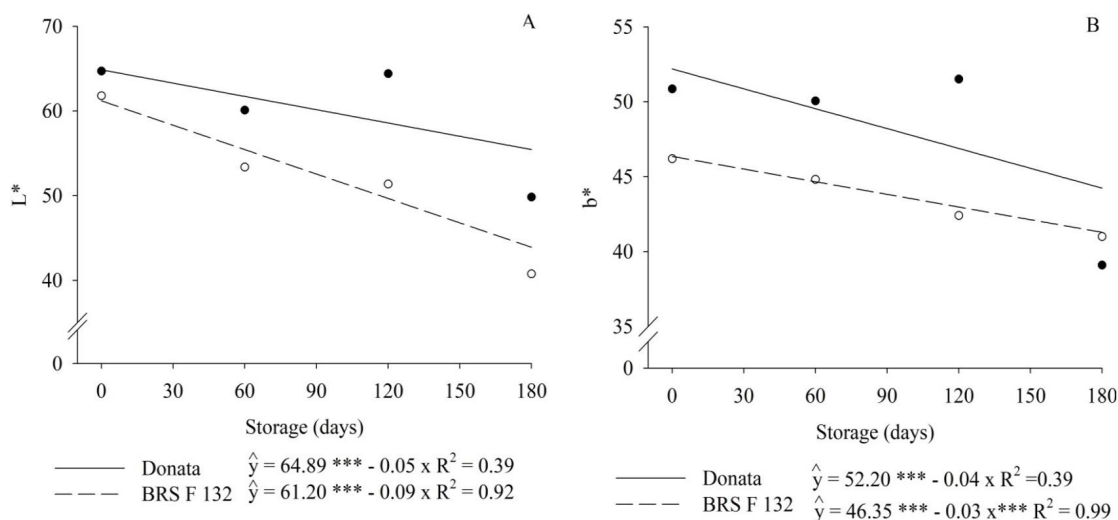 A
70
60
50
40
0
L*
0 30 60 90 120 150 180
Storage (days)
Donata ŷ = 64.89 *** - 0.05 x R² = 0.39
BRS F 132 ŷ = 61.20 *** - 0.09 x R² = 0.92
B
55
50
45
40
35
0
b*
0 30 60 90 120 150 180
Storage (days)
Donata ŷ = 52.20 *** - 0.04 x R² =0.39
BRS F 132 ŷ = 46.35 *** - 0.03 x*** R² = 0.99